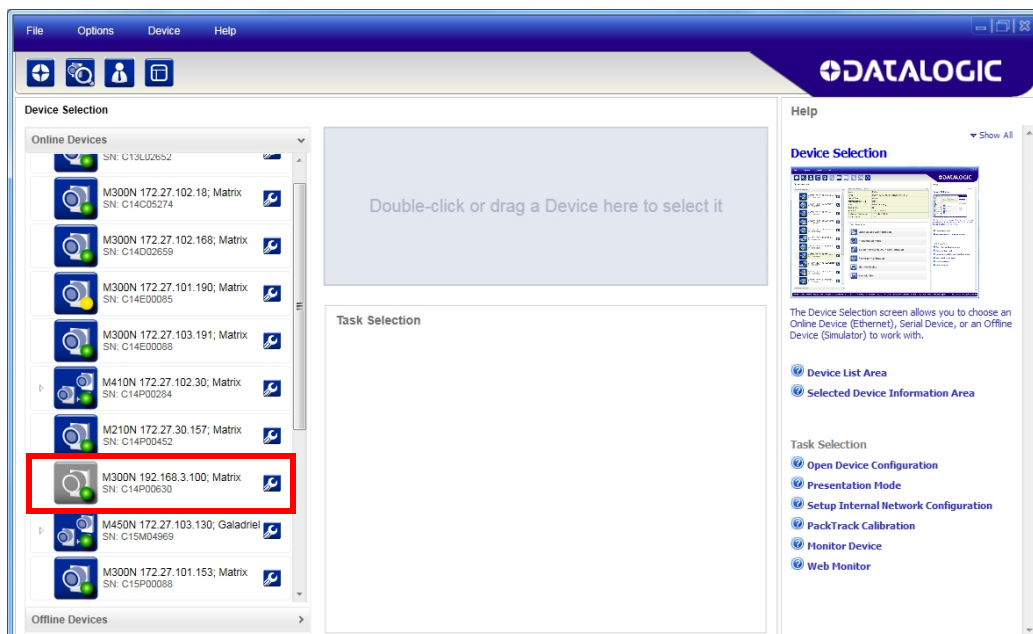 File Options Device Help
DATALOGIC
Device Selection
Online Devices
SN: C13L02652
M300N 172.27.102.18; Matrix
SN: C14C05274
M300N 172.27.102.168; Matrix
SN: C14D02659
M300N 172.27.101.190; Matrix
SN: C14E00085
M300N 172.27.103.191; Matrix
SN: C14E00088
M410N 172.27.102.30; Matrix
SN: C14P00284
M210N 172.27.30.157; Matrix
SN: C14P00452
M300N 192.168.3.100; Matrix
SN: C14P00630
M450N 172.27.103.130; Galadriel
SN: C15M04969
M300N 172.27.101.153; Matrix
SN: C15P00088
Offline Devices
Double-click or drag a Device here to select it
Task Selection
Help
Show All
Device Selection
DATALOGIC
The Device Selection screen allows you to choose an
Online Device (Ethernet), Serial Device, or an Offline
Device (Simulator) to work with.
Device List Area
Selected Device Information Area
Task Selection
Open Device Configuration
Presentation Mode
Setup Internal Network Configuration
PackTrack Calibration
Monitor Device
Web Monitor